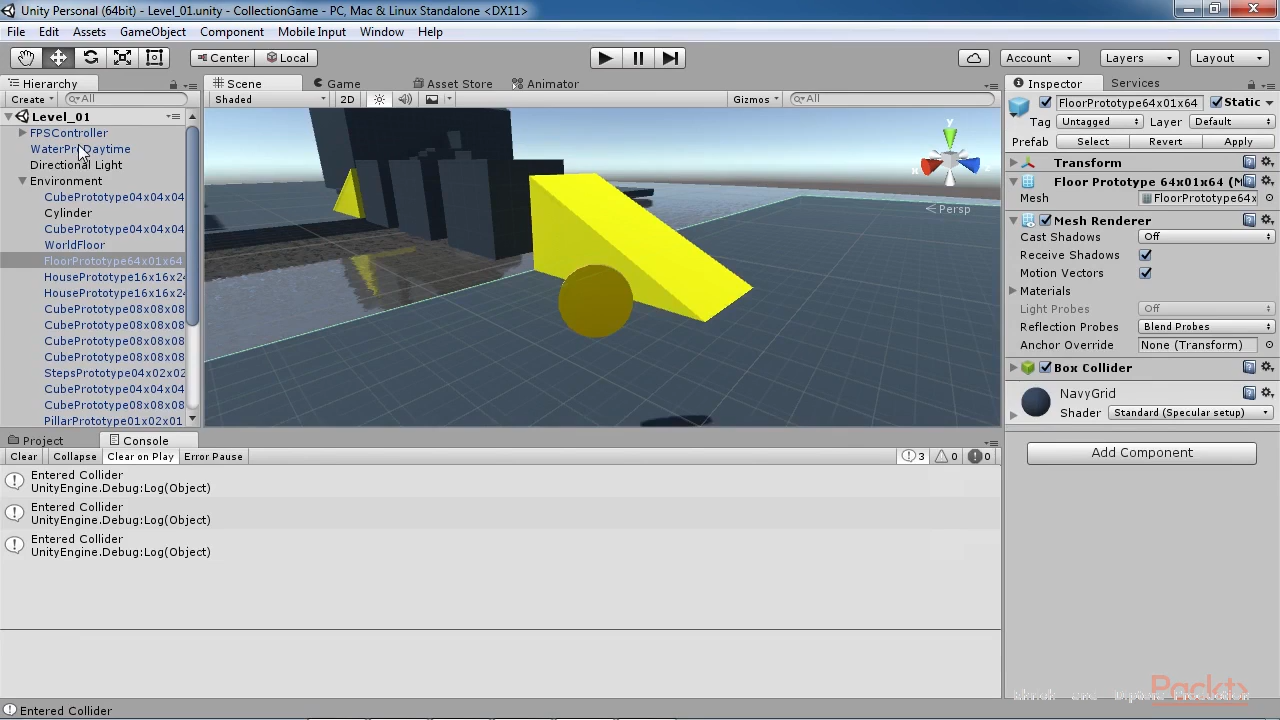 Unity Personal (64bit) - Level_01.unity - CollectionGame - PC, Mac & Linux Standalone <DX11>
File Edit Assets GameObject Component Mobile Input Window Help
Center Local Account Layers Layout
Hierarchy Scene Game Asset Store Animator Inspector Services
Create All Shaded 2D Gizmos All FloorPrototype64x01x64 Static
Level_01
Tag Untagged Layer Default
FPSController
Prefab Select Revert Apply
WaterProDaytime
Directional Light
Transform
Environment
Floor Prototype 64x01x64 (M
CubePrototype04x04x04
Mesh FloorPrototype64x
Cylinder
Mesh Renderer
CubePrototype04x04x04
Cast Shadows Off
WorldFloor
Receive Shadows
FloorPrototype64x01x64
Motion Vectors
HousePrototype16x16x24
Materials
HousePrototype16x16x24
Light Probes Off
CubePrototype08x08x08
Reflection Probes Blend Probes
CubePrototype08x08x08
Anchor Override None (Transform)
CubePrototype08x08x08
CubePrototype08x08x08
Box Collider
StepsPrototype04x02x02
CubePrototype04x04x04
NavyGrid
CubePrototype08x08x08
Shader Standard (Specular setup)
PillarPrototype01x02x01
y
x
z
Persp
Project Console
Add Component
Clear Collapse Clear on Play Error Pause 3 0 0
Entered Collider
UnityEngine.Debug:Log(Object)
Entered Collider
UnityEngine.Debug:Log(Object)
Entered Collider
UnityEngine.Debug:Log(Object)
Packt
Entered Collider